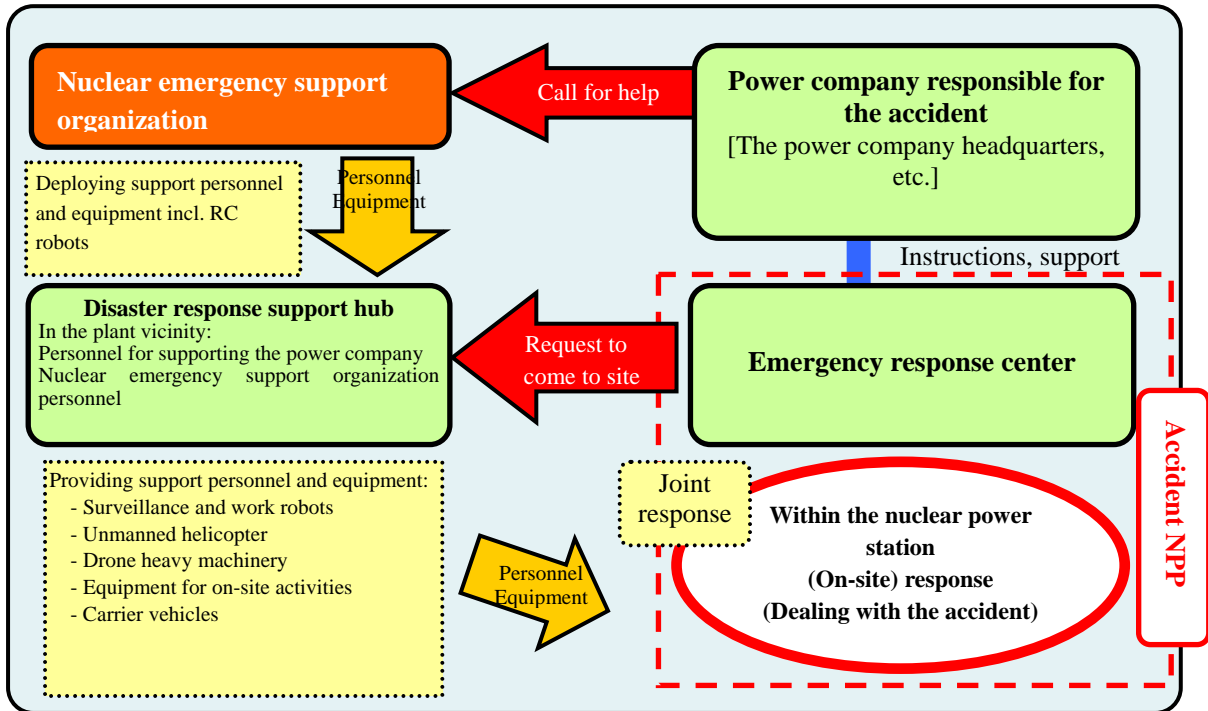 Nuclear emergency support
organization
Call for help
Power company responsible for
the accident
[The power company headquarters,
etc.]
Deploying support personnel
and equipment incl. RC
robots
Personnel
Equipment
Instructions, support
Disaster response support hub
In the plant vicinity:
Personnel for supporting the power company
Nuclear emergency support organization
personnel
Request to
come to site
Emergency response center
Accident NPP
Providing support personnel and equipment:
- Surveillance and work robots
- Unmanned helicopter
- Drone heavy machinery
- Equipment for on-site activities
- Carrier vehicles
Personnel
Equipment
Joint
response
Within the nuclear power
station
(On-site) response
(Dealing with the accident)